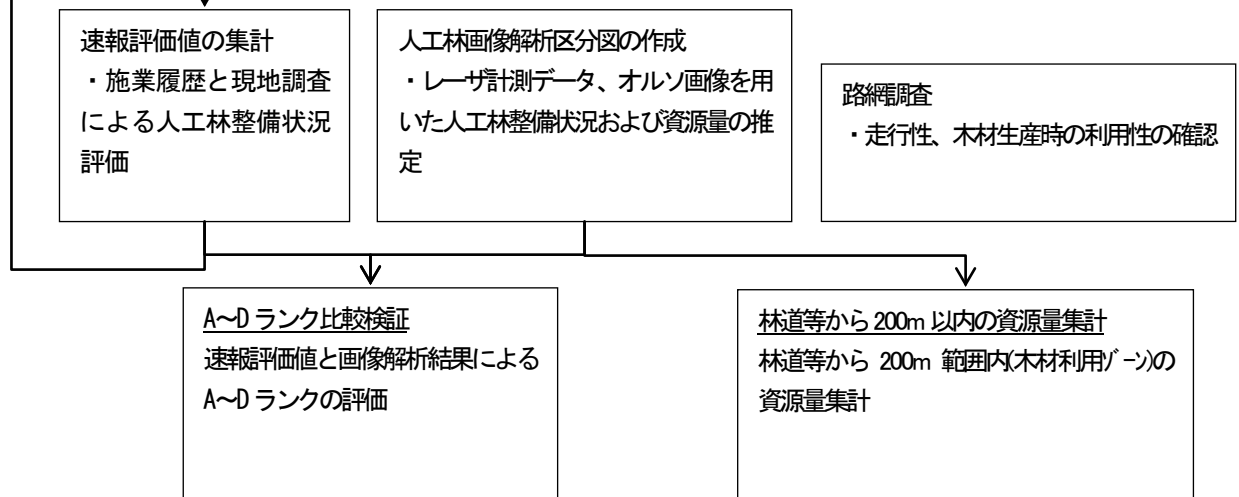 速報評価値の集計
・施業履歴と現地調査
による人工林整備状況
評価
人工林画像解析区分図の作成
・レーザ計測データ、オルソ画像を用
いた人工林整備状況および資源量の推
定
路網調査
・走行性、木材生産時の利用性の確認
A～D ランク比較検証
速報評価値と画像解析結果による
A～D ランクの評価
林道等から 200m 以内の資源量集計
林道等から 200m 範囲内(木材利用ｿﾞｰﾝ)の
資源量集計